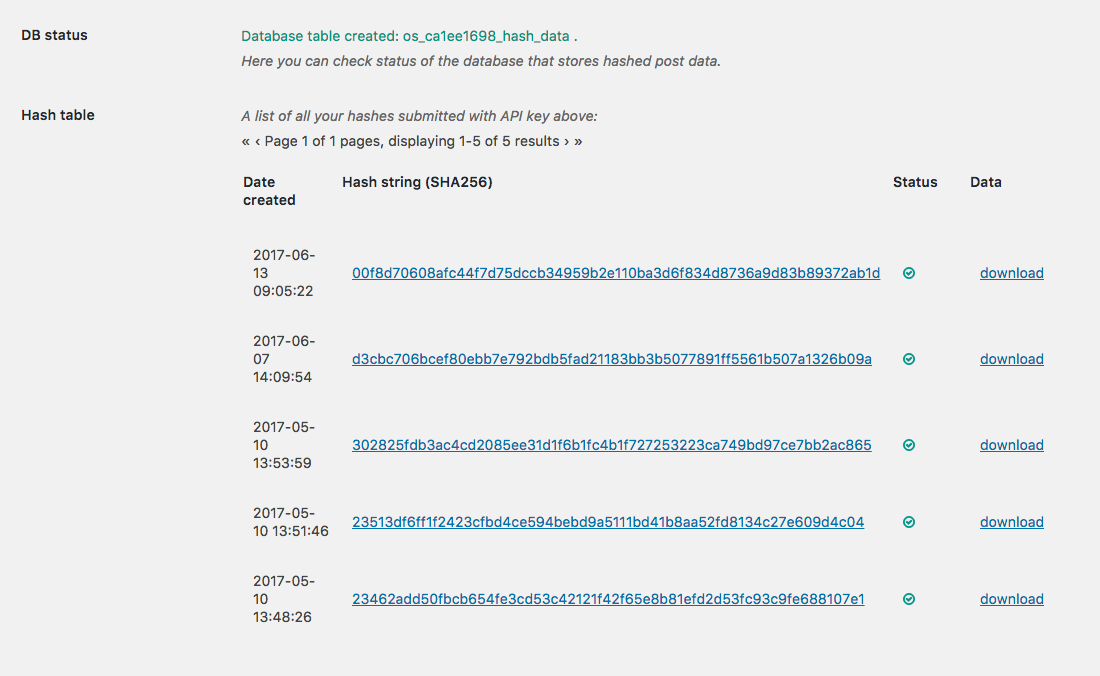 DB status
Database table created: os_ca1ee1698_hash_data .
Here you can check status of the database that stores hashed post data.
Hash table
A list of all your hashes submitted with API key above:
« ‹ Page 1 of 1 pages, displaying 1-5 of 5 results › »
Date created Hash string (SHA256) Status Data
2017-06-
13
09:05:22
00f8d70608afc44f7d75dccb34959b2e110ba3d6f834d8736a9d83b89372ab1d
download
2017-06-
07
14:09:54
d3cbc706bcef80ebb7e792bdb5fad21183bb3b5077891ff5561b507a1326b09a
download
2017-05-
10
13:53:59
302825fdb3ac4cd2085ee31d1f6b1fc4b1f727253223ca749bd97ce7bb2ac865
download
2017-05-
10 13:51:46
23513df6ff1f2423cfbd4ce594bebd9a5111bd41b8aa52fd8134c27e609d4c04
download
2017-05-
10
13:48:26
23462add50fbcb654fe3cd53c42121f42f65e8b81efd2d53fc93c9fe688107e1
download